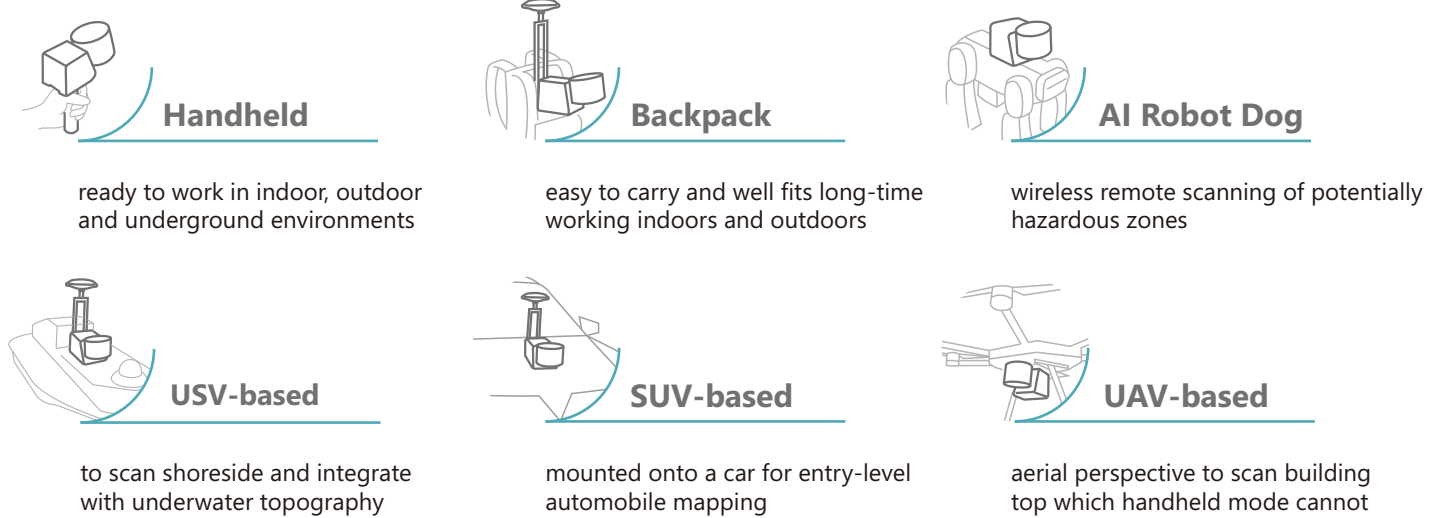 Handheld
ready to work in indoor, outdoor
and underground environments
Backpack
easy to carry and well fits long-time
working indoors and outdoors
AI Robot Dog
wireless remote scanning of potentially
hazardous zones
USV-based
to scan shoreside and integrate
with underwater topography
SUV-based
mounted onto a car for entry-level
automobile mapping
UAV-based
aerial perspective to scan building
top which handheld mode cannot